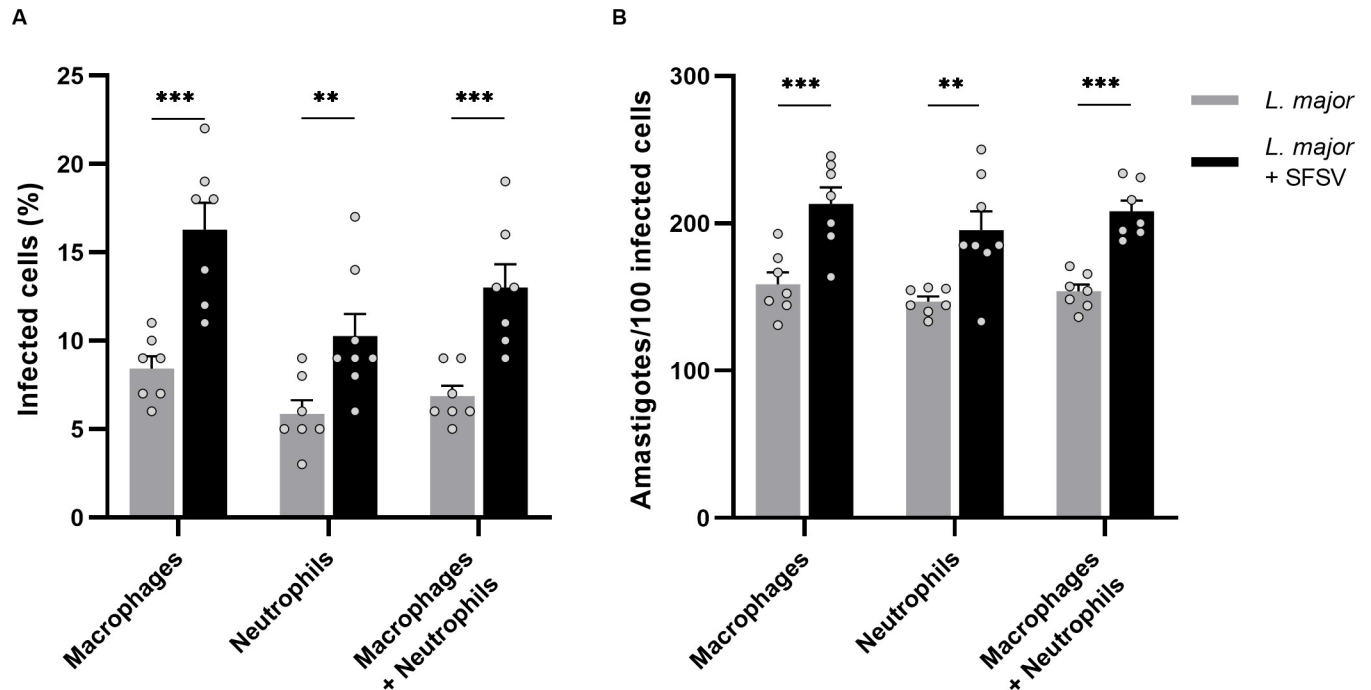 A
B
Infected cells (%)
25
20
15
10
5
0
***
**
***
Macrophages
Neutrophils
Macrophages
+ Neutrophils
Amastigotes/100 infected cells
300
200
100
0
***
**
***
Macrophages
Neutrophils
Macrophages
+ Neutrophils
L. major
L. major
+ SFSV